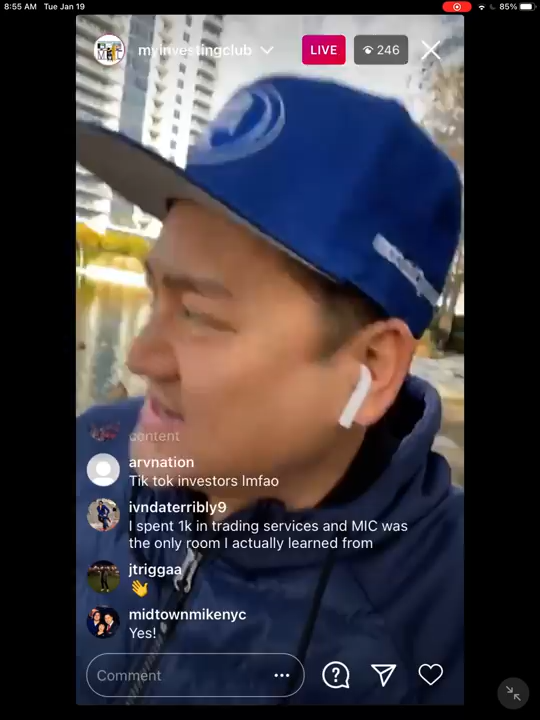 8:55 AM Tue Jan 19
85%
myinvestingclub
LIVE
246
content
arvnation
Tik tok investors lmfao
ivndaterribly9
I spent 1k in trading services and MIC was
the only room I actually learned from
jtriggaa
👋
midtownmikenyc
Yes!
Comment